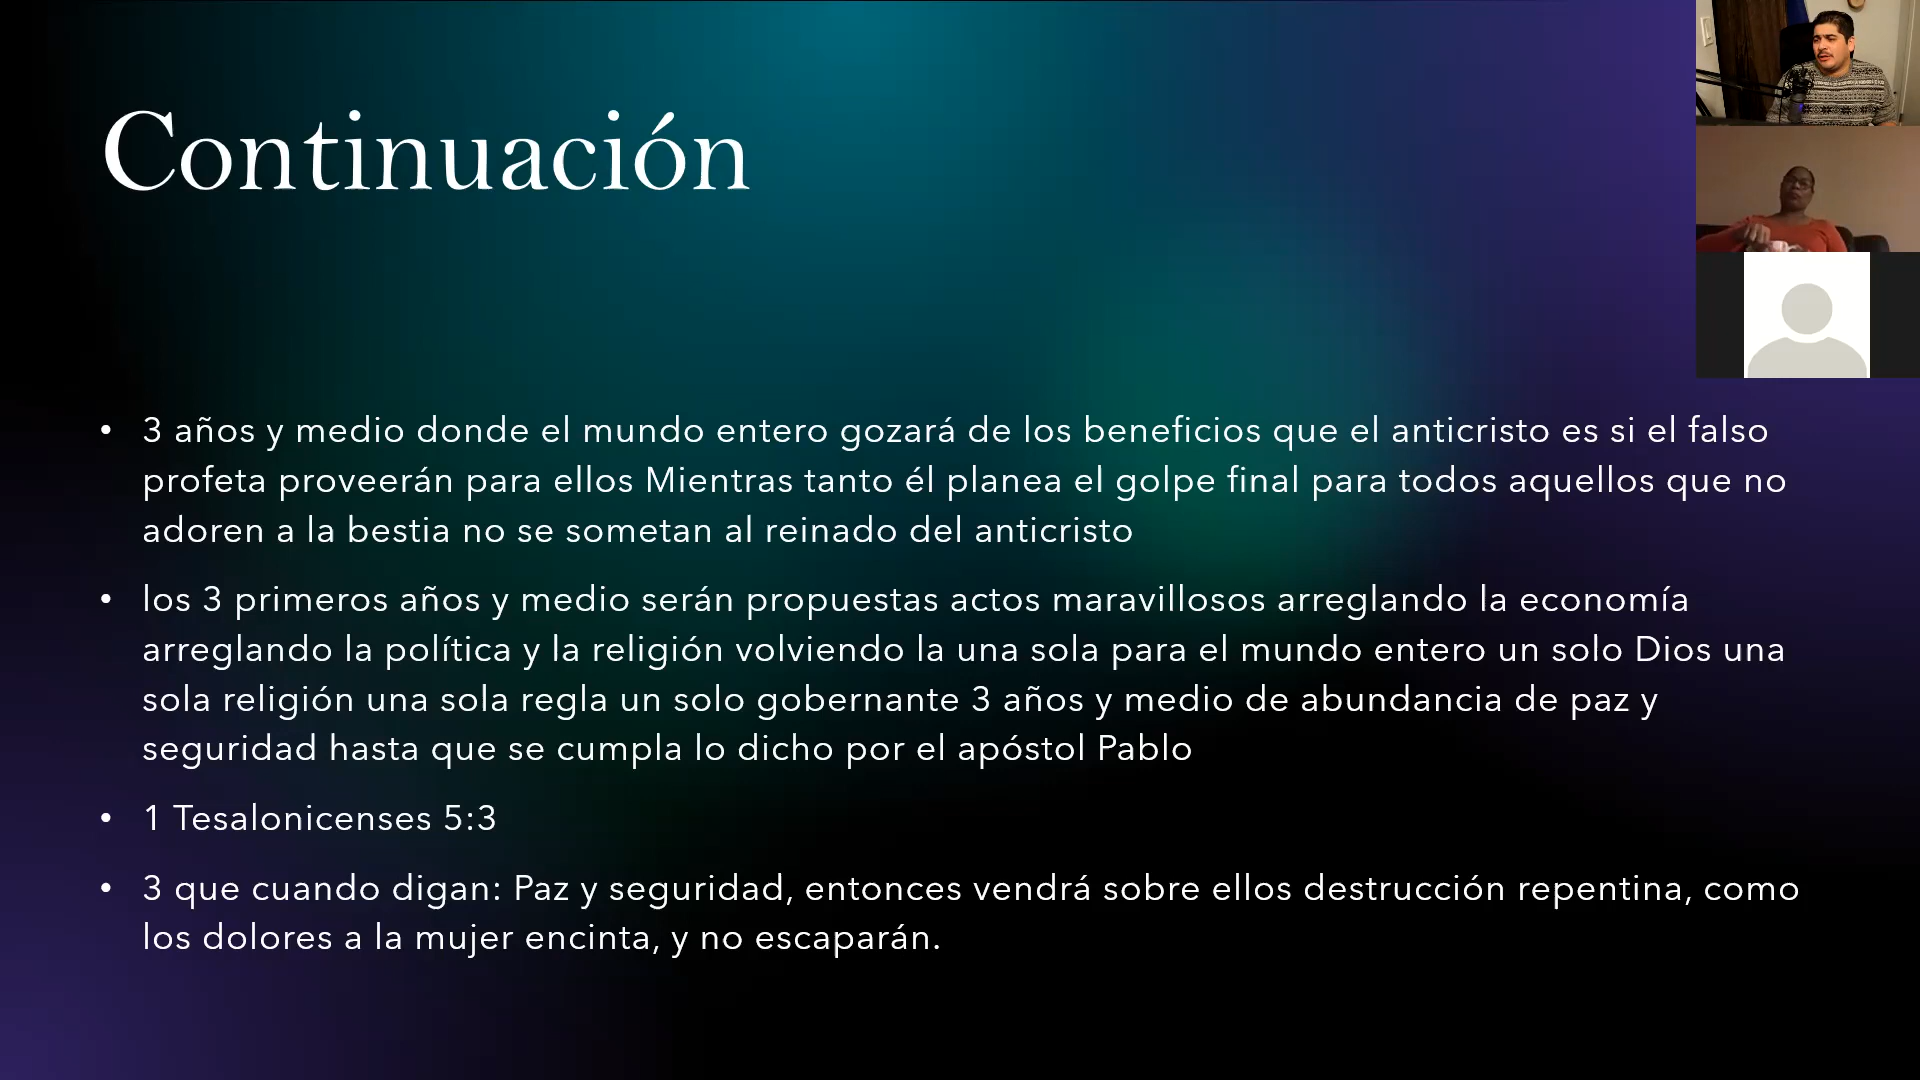 Continuación
• 3 años y medio donde el mundo entero gozará de los beneficios que el anticristo es si el falso
profeta proveerán para ellos Mientras tanto él planea el golpe final para todos aquellos que no
adoren a la bestia no se sometan al reinado del anticristo
• los 3 primeros años y medio serán propuestas actos maravillosos arreglando la economía
arreglando la política y la religión volviendo la una sola para el mundo entero un solo Dios una
sola religión una sola regla un solo gobernante 3 años y medio de abundancia de paz y
seguridad hasta que se cumpla lo dicho por el apóstol Pablo
• 1 Tesalonicenses 5:3
• 3 que cuando digan: Paz y seguridad, entonces vendrá sobre ellos destrucción repentina, como
los dolores a la mujer encinta, y no escaparán.